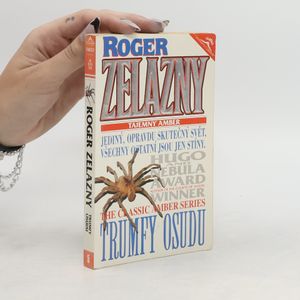 ROGER
ZELAZNY
TAJEMNÝ AMBER
JEDINÝ, OPRAVDU SKUTEČNÝ SVĚT,
VŠECHNY OSTATNÍ JSOU JEN STÍNY.
HUGO
NEBULA
AWARD
WINNER
THE CLASSIC AMBER SERIES
TRUMFY OSUDU
ROGER ZELAZNY
TRUMFY
OSUDU